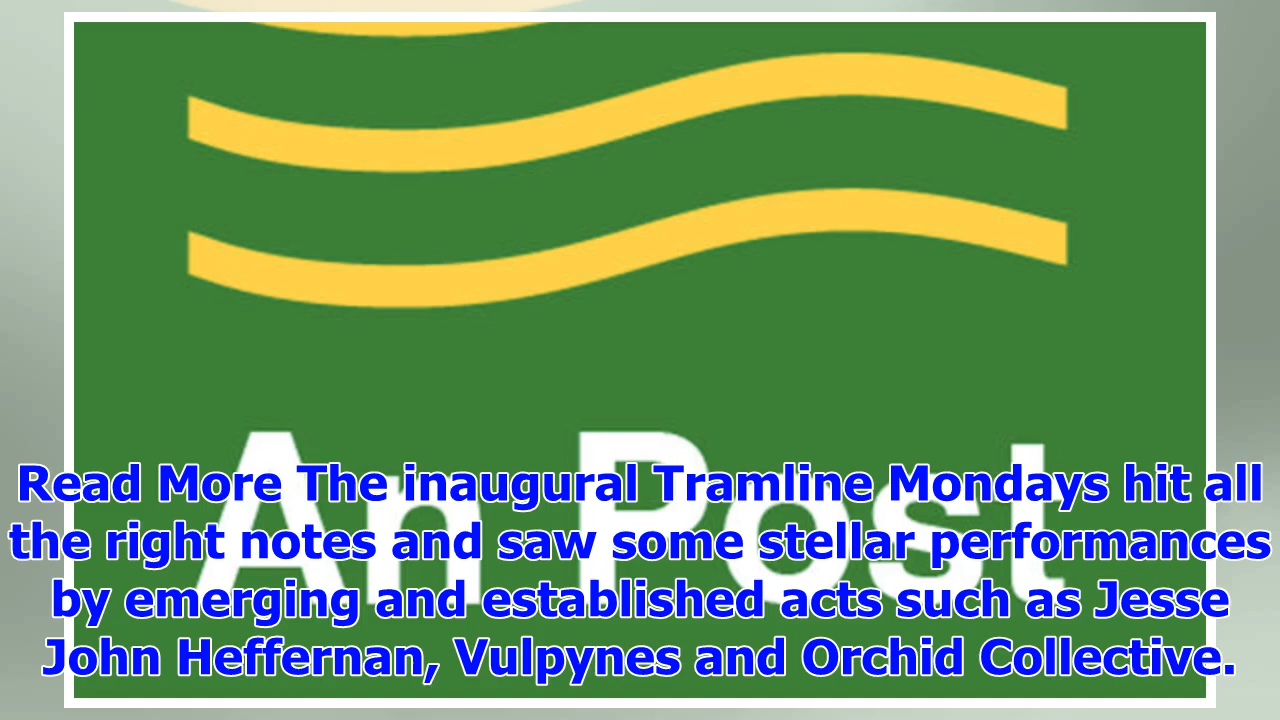 An Post
Read More The inaugural Tramline Mondays hit all
the right notes and saw some stellar performances
by emerging and established acts such as Jesse
John Heffernan, Vulpynes and Orchid Collective.